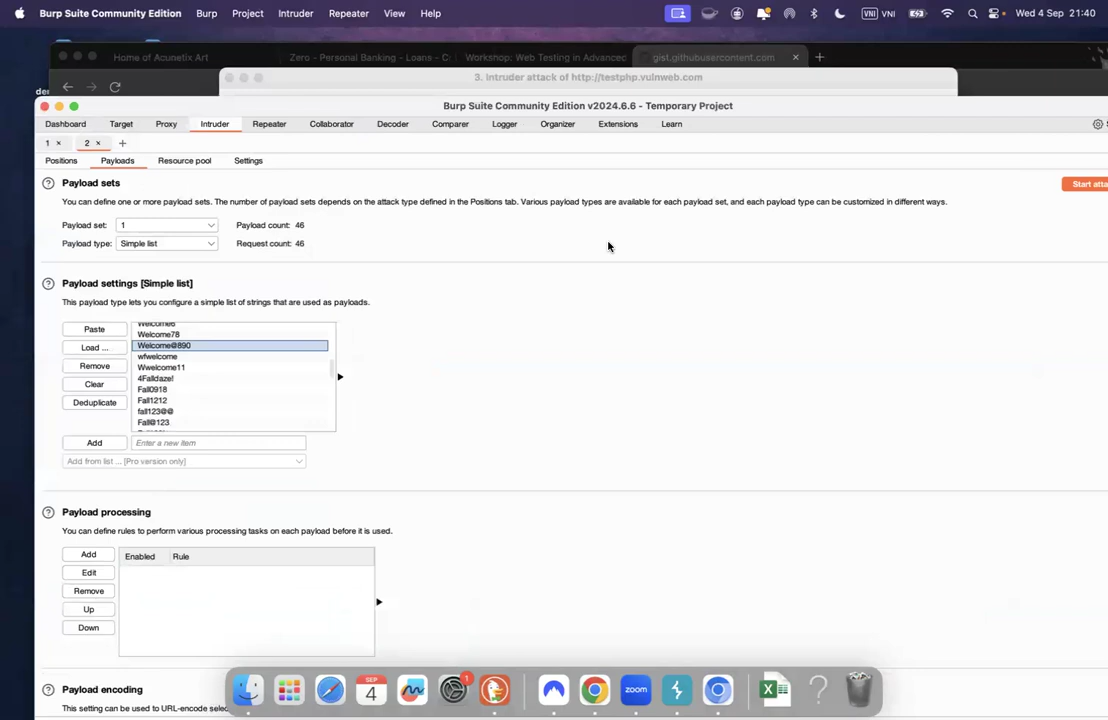 Burp Suite Community Edition Burp Project Intruder Repeater View Help VNI VNI Wed 4 Sep 21:40
Home of Acunetix Art Zero - Personal Banking - Loans - C Workshop: Web Testing in Advanced gist.githubusercontent.com
3. Intruder attack of http://testphp.vulnweb.com
Burp Suite Community Edition v2024.6.6 - Temporary Project
Dashboard Target Proxy Intruder Repeater Collaborator Decoder Comparer Logger Organizer Extensions Learn
1 × 2 × +
Positions Payloads Resource pool Settings
Payload sets
Start atta
You can define one or more payload sets. The number of payload sets depends on the attack type defined in the Positions tab. Various payload types are available for each payload set, and each payload type can be customized in different ways.
Payload set: 1 Payload count: 46
Payload type: Simple list Request count: 46
Payload settings [Simple list]
This payload type lets you configure a simple list of strings that are used as payloads.
Paste
Load ...
Remove
Clear
Deduplicate
Welcome6
Welcome78
Welcome@890
wfwelcome
Wwelcome11
4Falldaze!
Fall0918
Fall1212
fall123@@
Fall@123
Add Enter a new item
Add from list ... [Pro version only]
Payload processing
You can define rules to perform various processing tasks on each payload before it is used.
Add
Edit
Remove
Up
Down
Enabled Rule
Payload encoding
This setting can be used to URL-encode selec
SEP
4
1
zoom